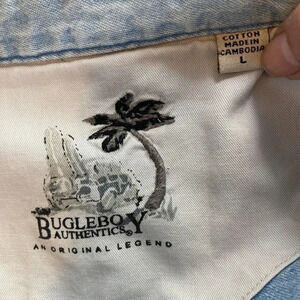 COTTON
MADE IN
CAMBODIA
L
BUGLEBOY
AUTHENTICS®
AN ORIGINAL LEGEND